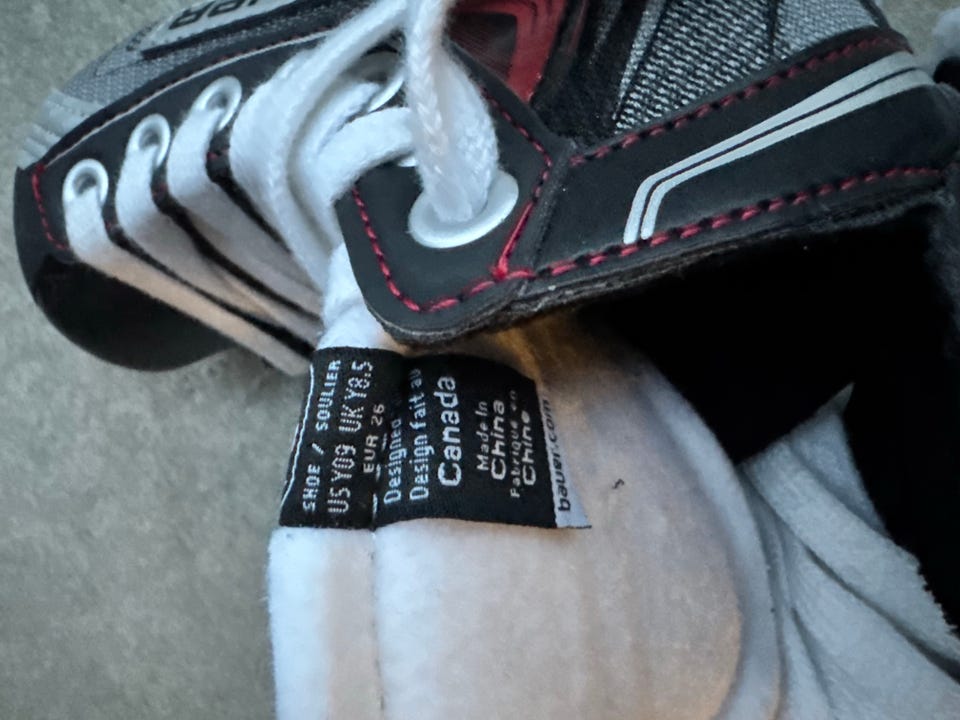 SHOE / SOULIER
US Y09 UK Y8.5
EUR 26
Designed
Design fait au
Canada
Made In
China
Fabriqué en
Chine
bauer.com